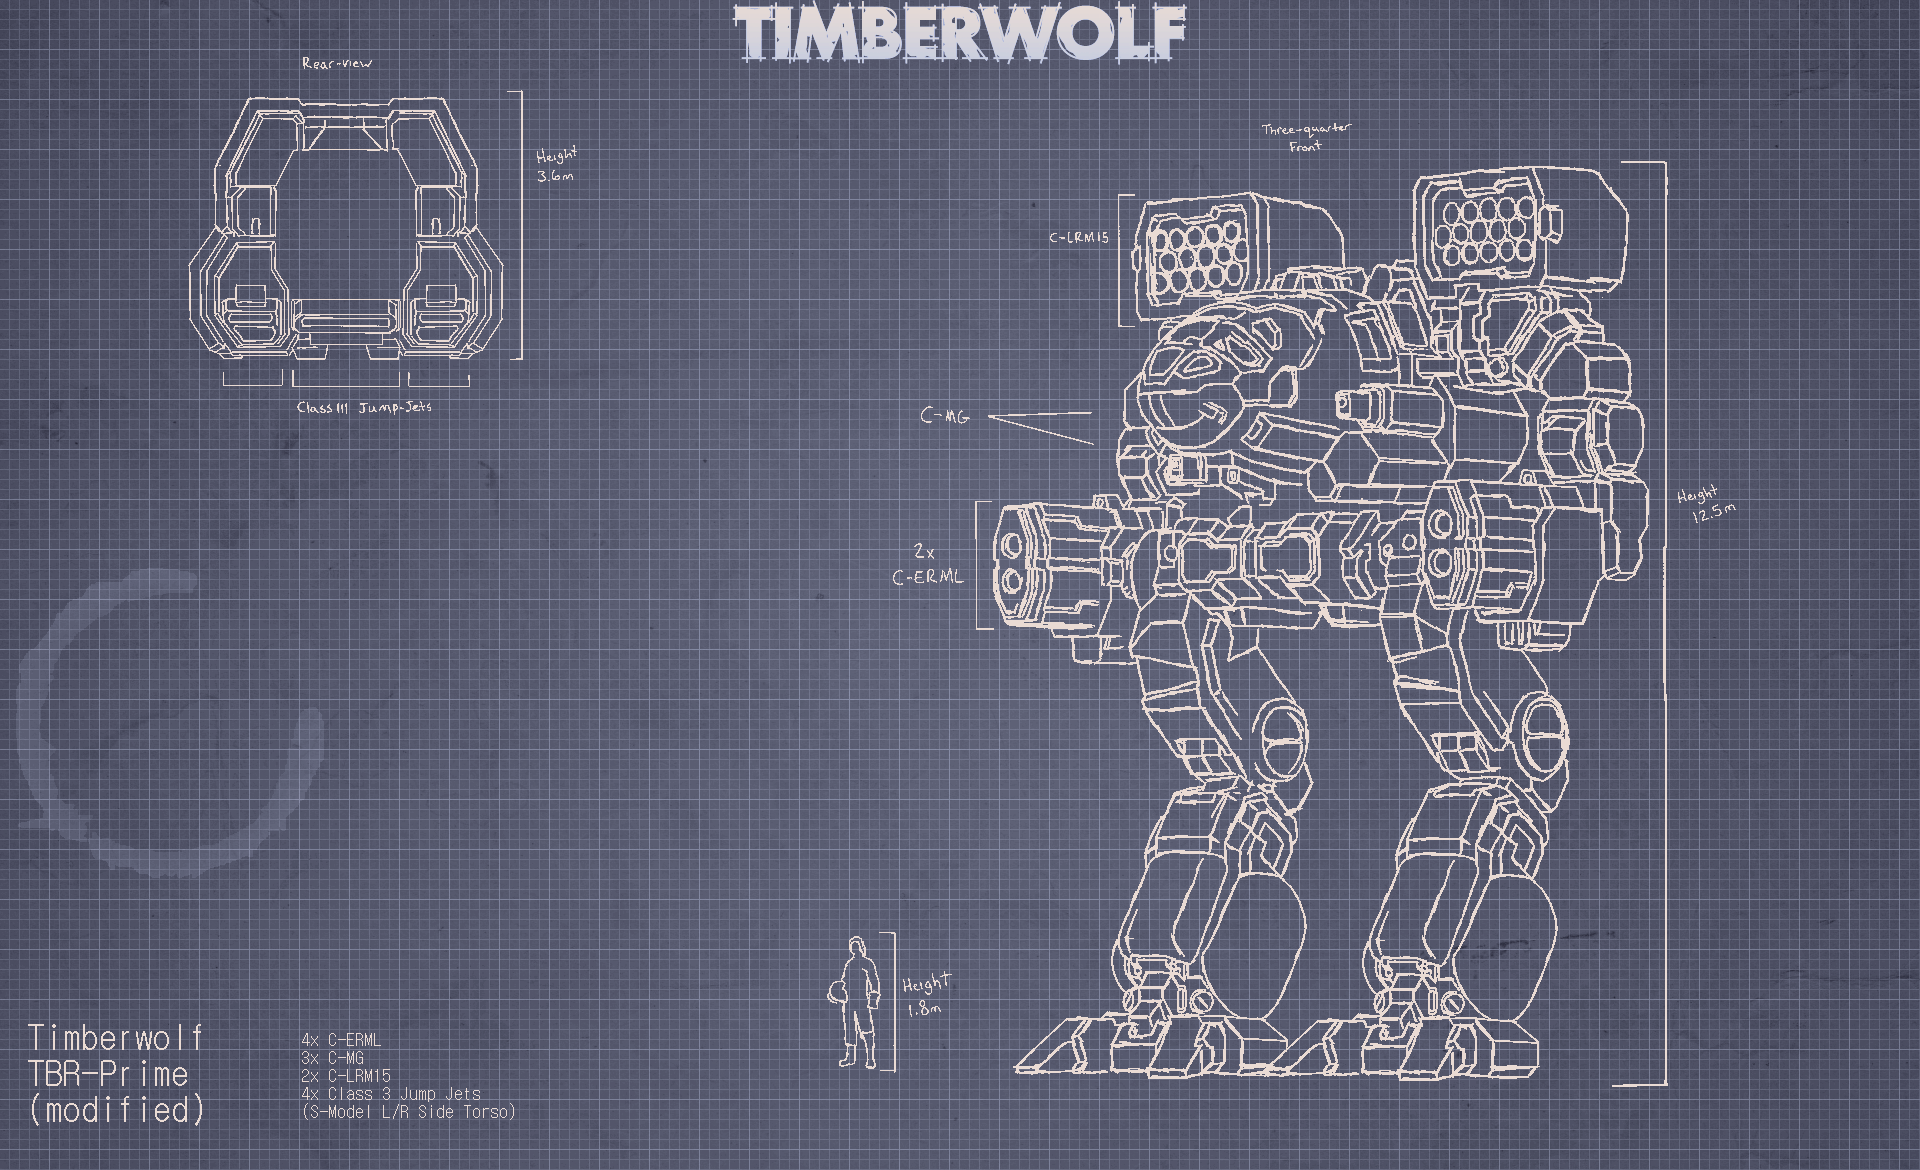 TIMBERWOLF
Rear-view
Height
3.6m
Class III Jump-Jets
Three-quarter
Front
C-LRM15
C-MG
2x
C-ERML
Height
12.5m
Height
1.8m
Timberwolf
TBR-Prime
(modified)
4x C-ERML
3x C-MG
2x C-LRM15
4x Class 3 Jump Jets
(S-Model L/R Side Torso)